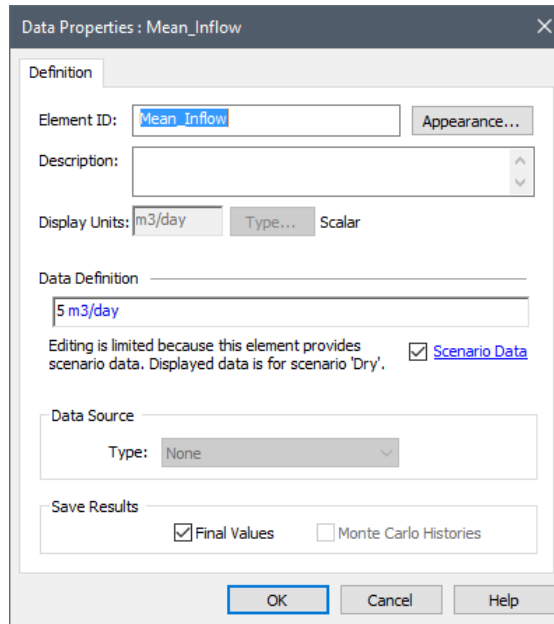 Data Properties : Mean_Inflow
Definition
Element ID: Mean_Inflow Appearance...
Description:
Display Units: m3/day Type... Scalar
Data Definition
5 m3/day
Editing is limited because this element provides
scenario data. Displayed data is for scenario 'Dry'.
Scenario Data
Data Source
Type: None
Save Results
Final Values Monte Carlo Histories
OK Cancel Help